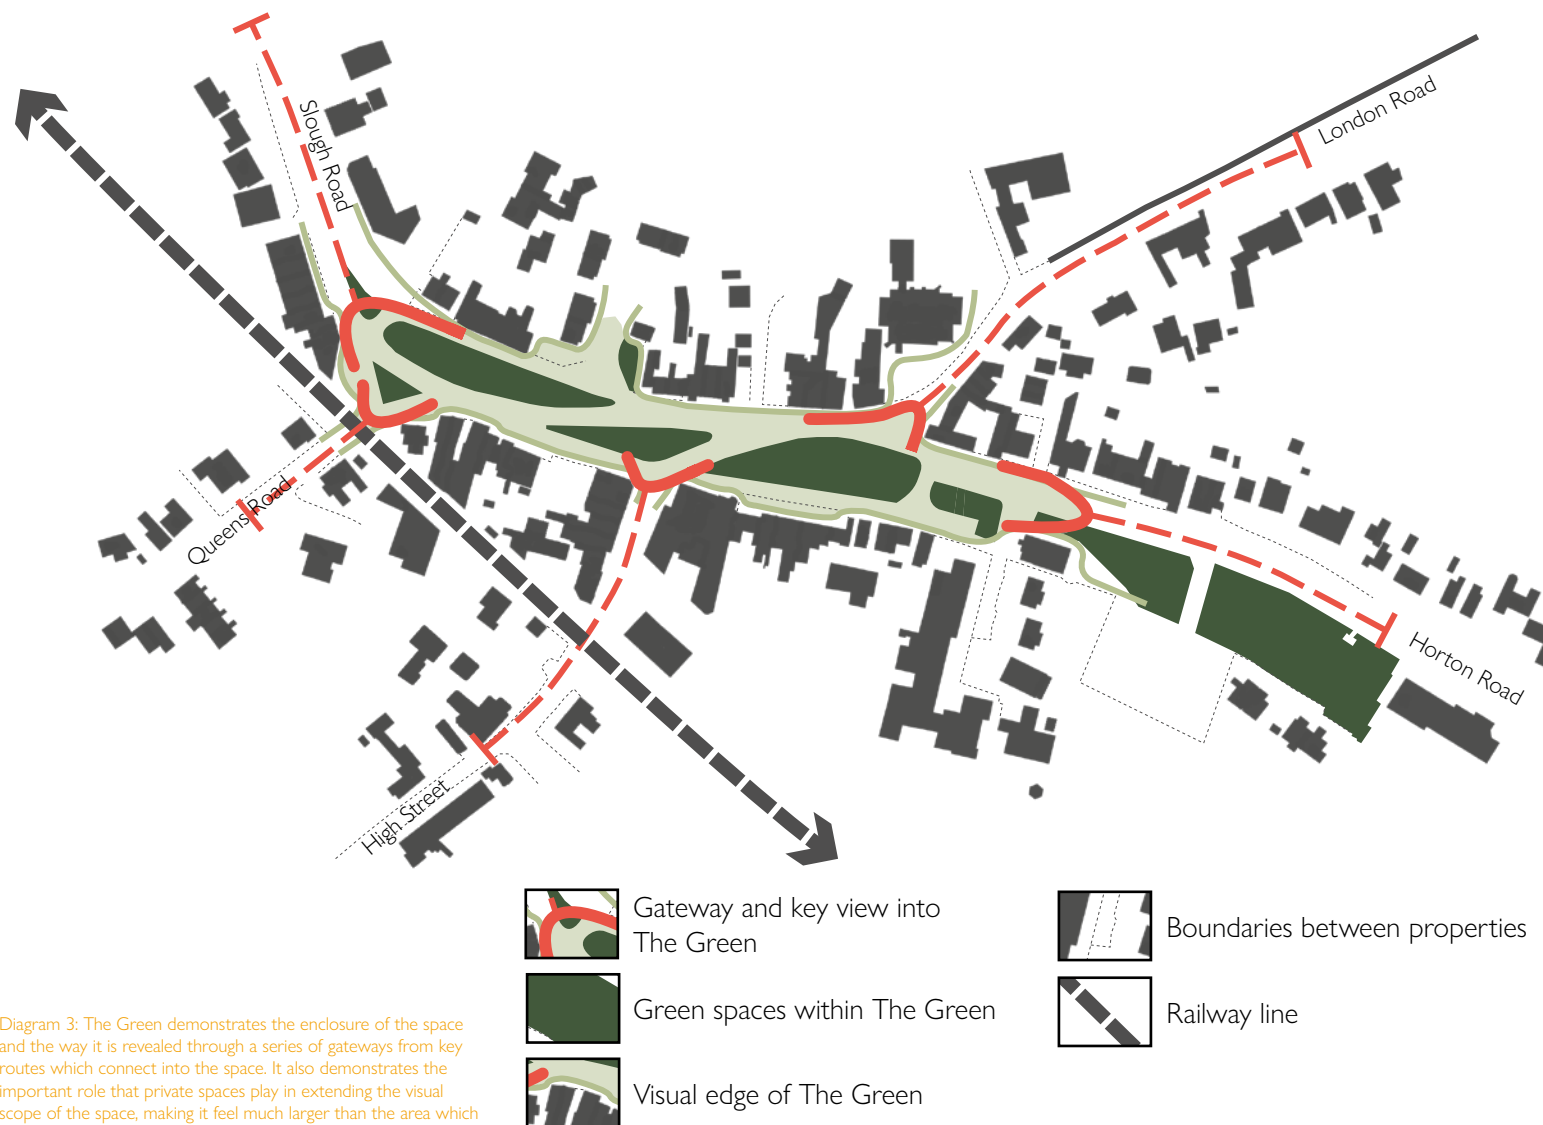 Slough Road
London Road
Queens Road
High Street
Horton Road
Gateway and key view into
The Green
Green spaces within The Green
Visual edge of The Green
Boundaries between properties
Railway line
Diagram 3: The Green demonstrates the enclosure of the space
and the way it is revealed through a series of gateways from key
routes which connect into the space. It also demonstrates the
important role that private spaces play in extending the visual
scope of the space, making it feel much larger than the area which